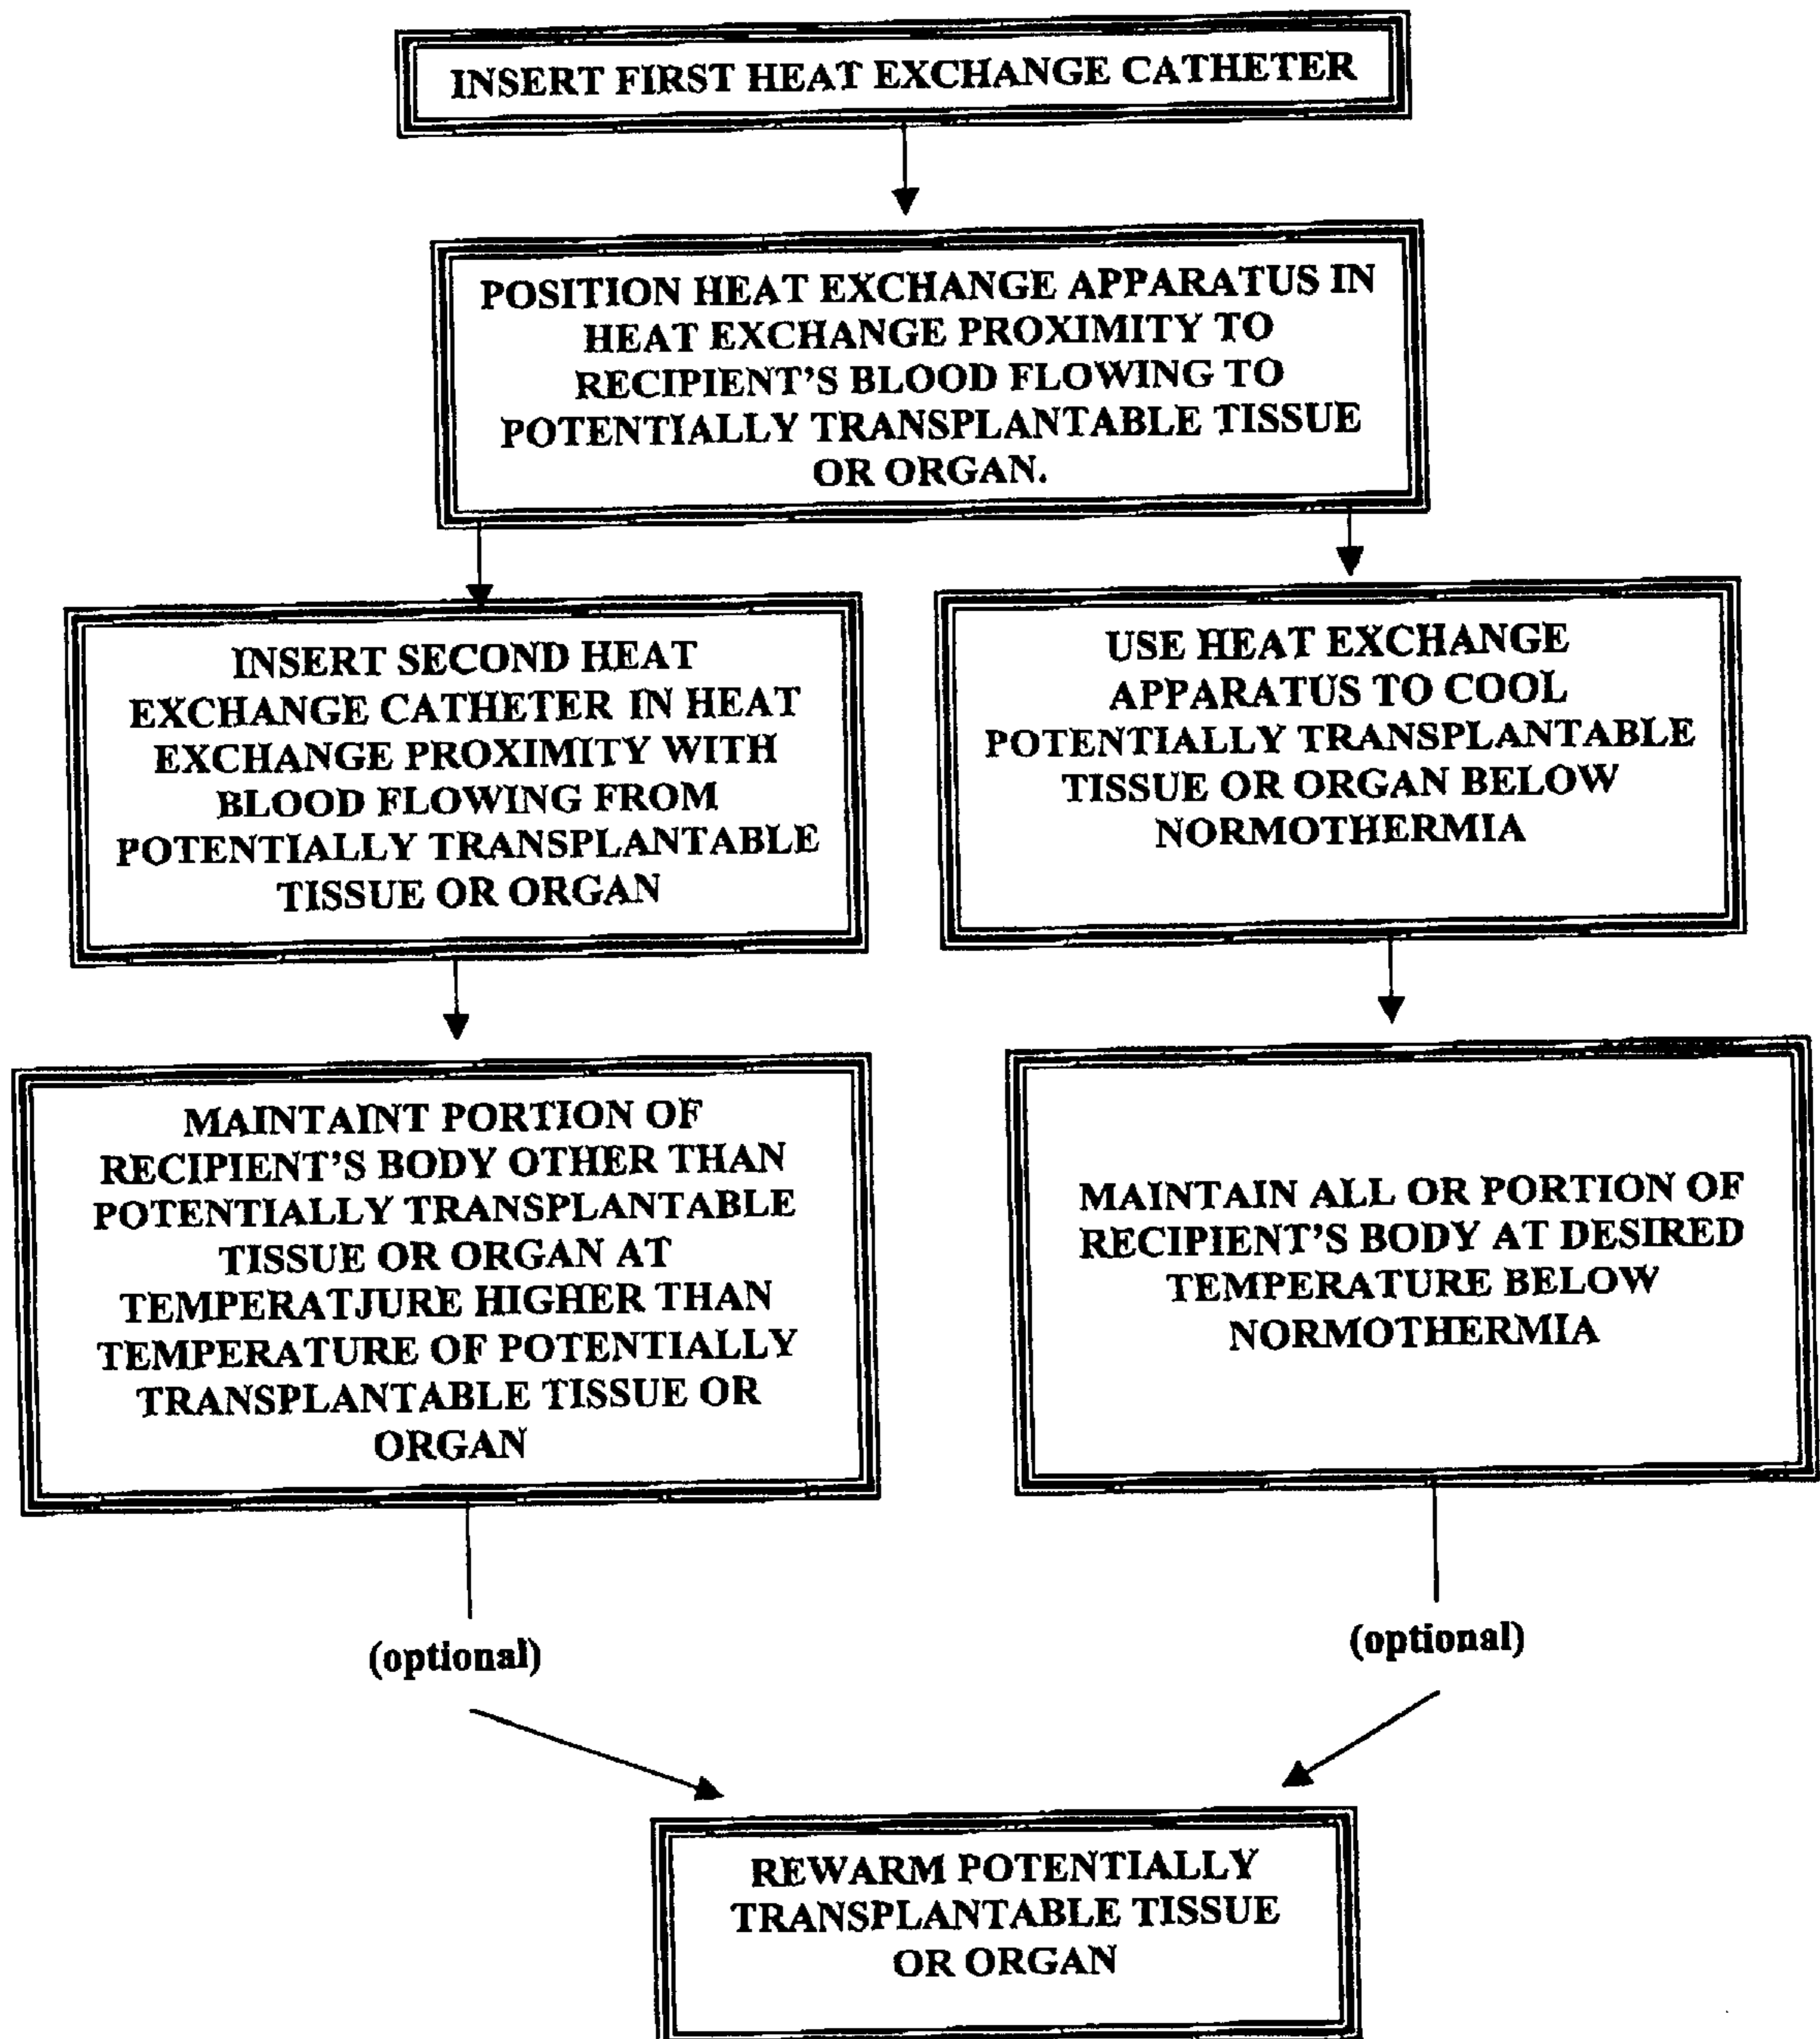 INSERT FIRST HEAT EXCHANGE CATHETER
POSITION HEAT EXCHANGE APPARATUS IN
HEAT EXCHANGE PROXIMITY TO
RECIPIENT'S BLOOD FLOWING TO
POTENTIALLY TRANSPLANTABLE TISSUE
OR ORGAN.
INSERT SECOND HEAT
EXCHANGE CATHETER IN HEAT
EXCHANGE PROXIMITY WITH
BLOOD FLOWING FROM
POTENTIALLY TRANSPLANTABLE
TISSUE OR ORGAN
USE HEAT EXCHANGE
APPARATUS TO COOL
POTENTIALLY TRANSPLANTABLE
TISSUE OR ORGAN BELOW
NORMOTHERMIA
MAINTAINT PORTION OF
RECIPIENT'S BODY OTHER THAN
POTENTIALLY TRANSPLANTABLE
TISSUE OR ORGAN AT
TEMPERATJURE HIGHER THAN
TEMPERATURE OF POTENTIALLY
TRANSPLANTABLE TISSUE OR
ORGAN
MAINTAIN ALL OR PORTION OF
RECIPIENT'S BODY AT DESIRED
TEMPERATURE BELOW
NORMOTHERMIA
(optional)
(optional)
REWARM POTENTIALLY
TRANSPLANTABLE TISSUE
OR ORGAN